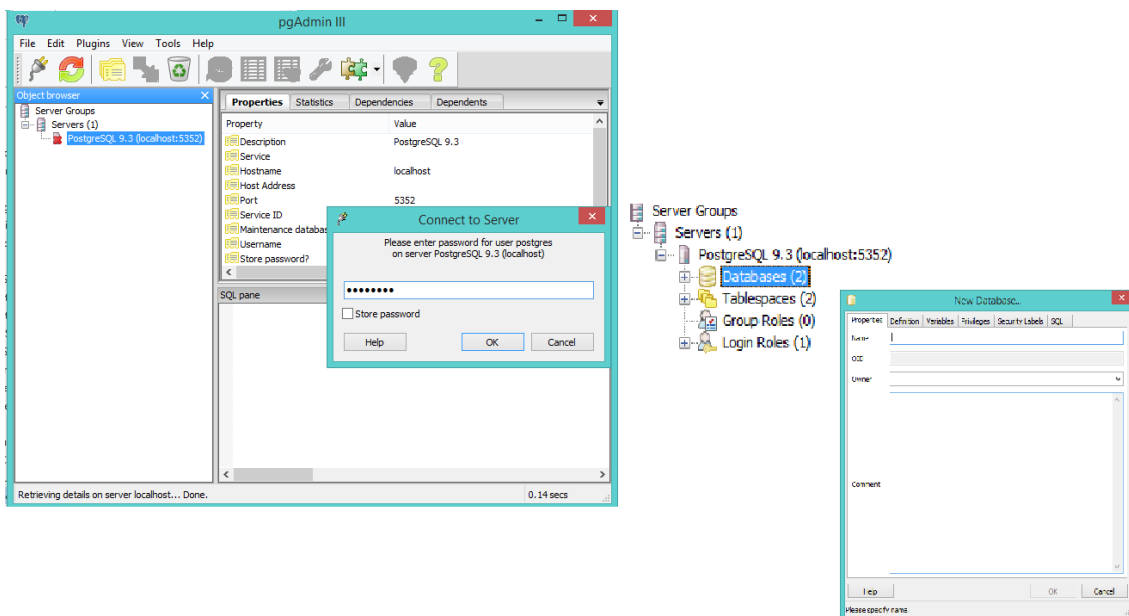 pgAdmin III
File Edit Plugins View Tools Help
Object browser
Server Groups
Servers (1)
PostgreSQL 9.3 (localhost:5352)
Properties Statistics Dependencies Dependents
Property Value
Description PostgreSQL 9.3
Service
Hostname localhost
Host Address
Port 5352
Service ID
Maintenance databas
Username
Store password?
SQL pane
Connect to Server
Please enter password for user postgres
on server PostgreSQL 9.3 (localhost)
Store password
Help OK Cancel
Retrieving details on server localhost... Done. 0.14 secs
Server Groups
Servers (1)
PostgreSQL 9.3 (localhost:5352)
Databases (2)
Tablespaces (2)
Group Roles (0)
Login Roles (1)
New Database...
Properties Definition Variables Privileges Security Labels SQL
Name
OID
Owner
Comment
Help OK Cancel
Please specify name.